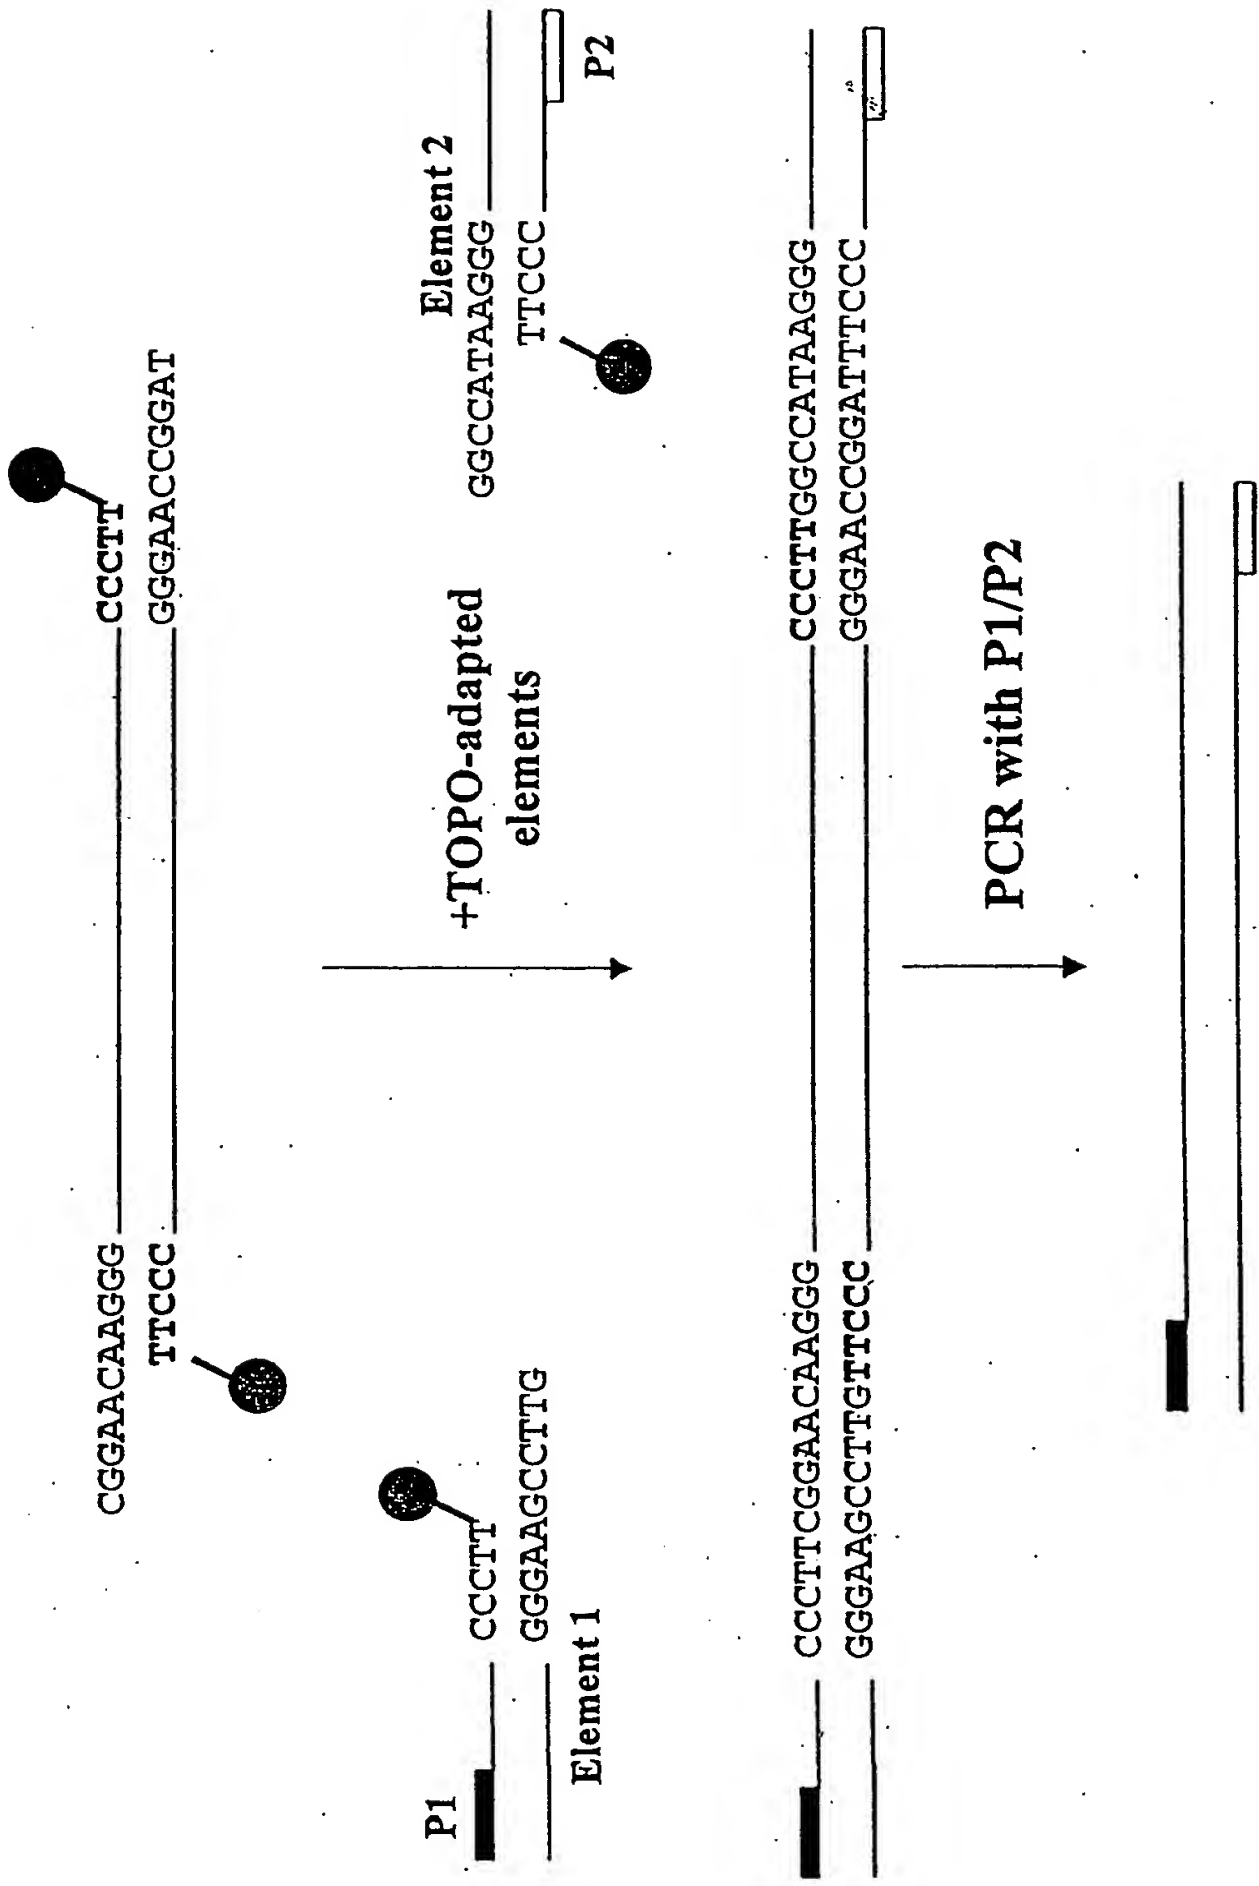 CGGAACAAGGG
CCCTT
TTCCC
GGGAACCGGAT
+TOPO-adapted
elements
P1
CCCTT
GGGAAGCCTTG
Element 1
Element 2
GGCCATAAGGG
TTCCC
P2
CCCTTCGGAACAAGGG
CCCTTGGCCATAAGGG
GGGAAGCCTTGTTCCC
GGGAACCGGATTTCCC
PCR with P1/P2